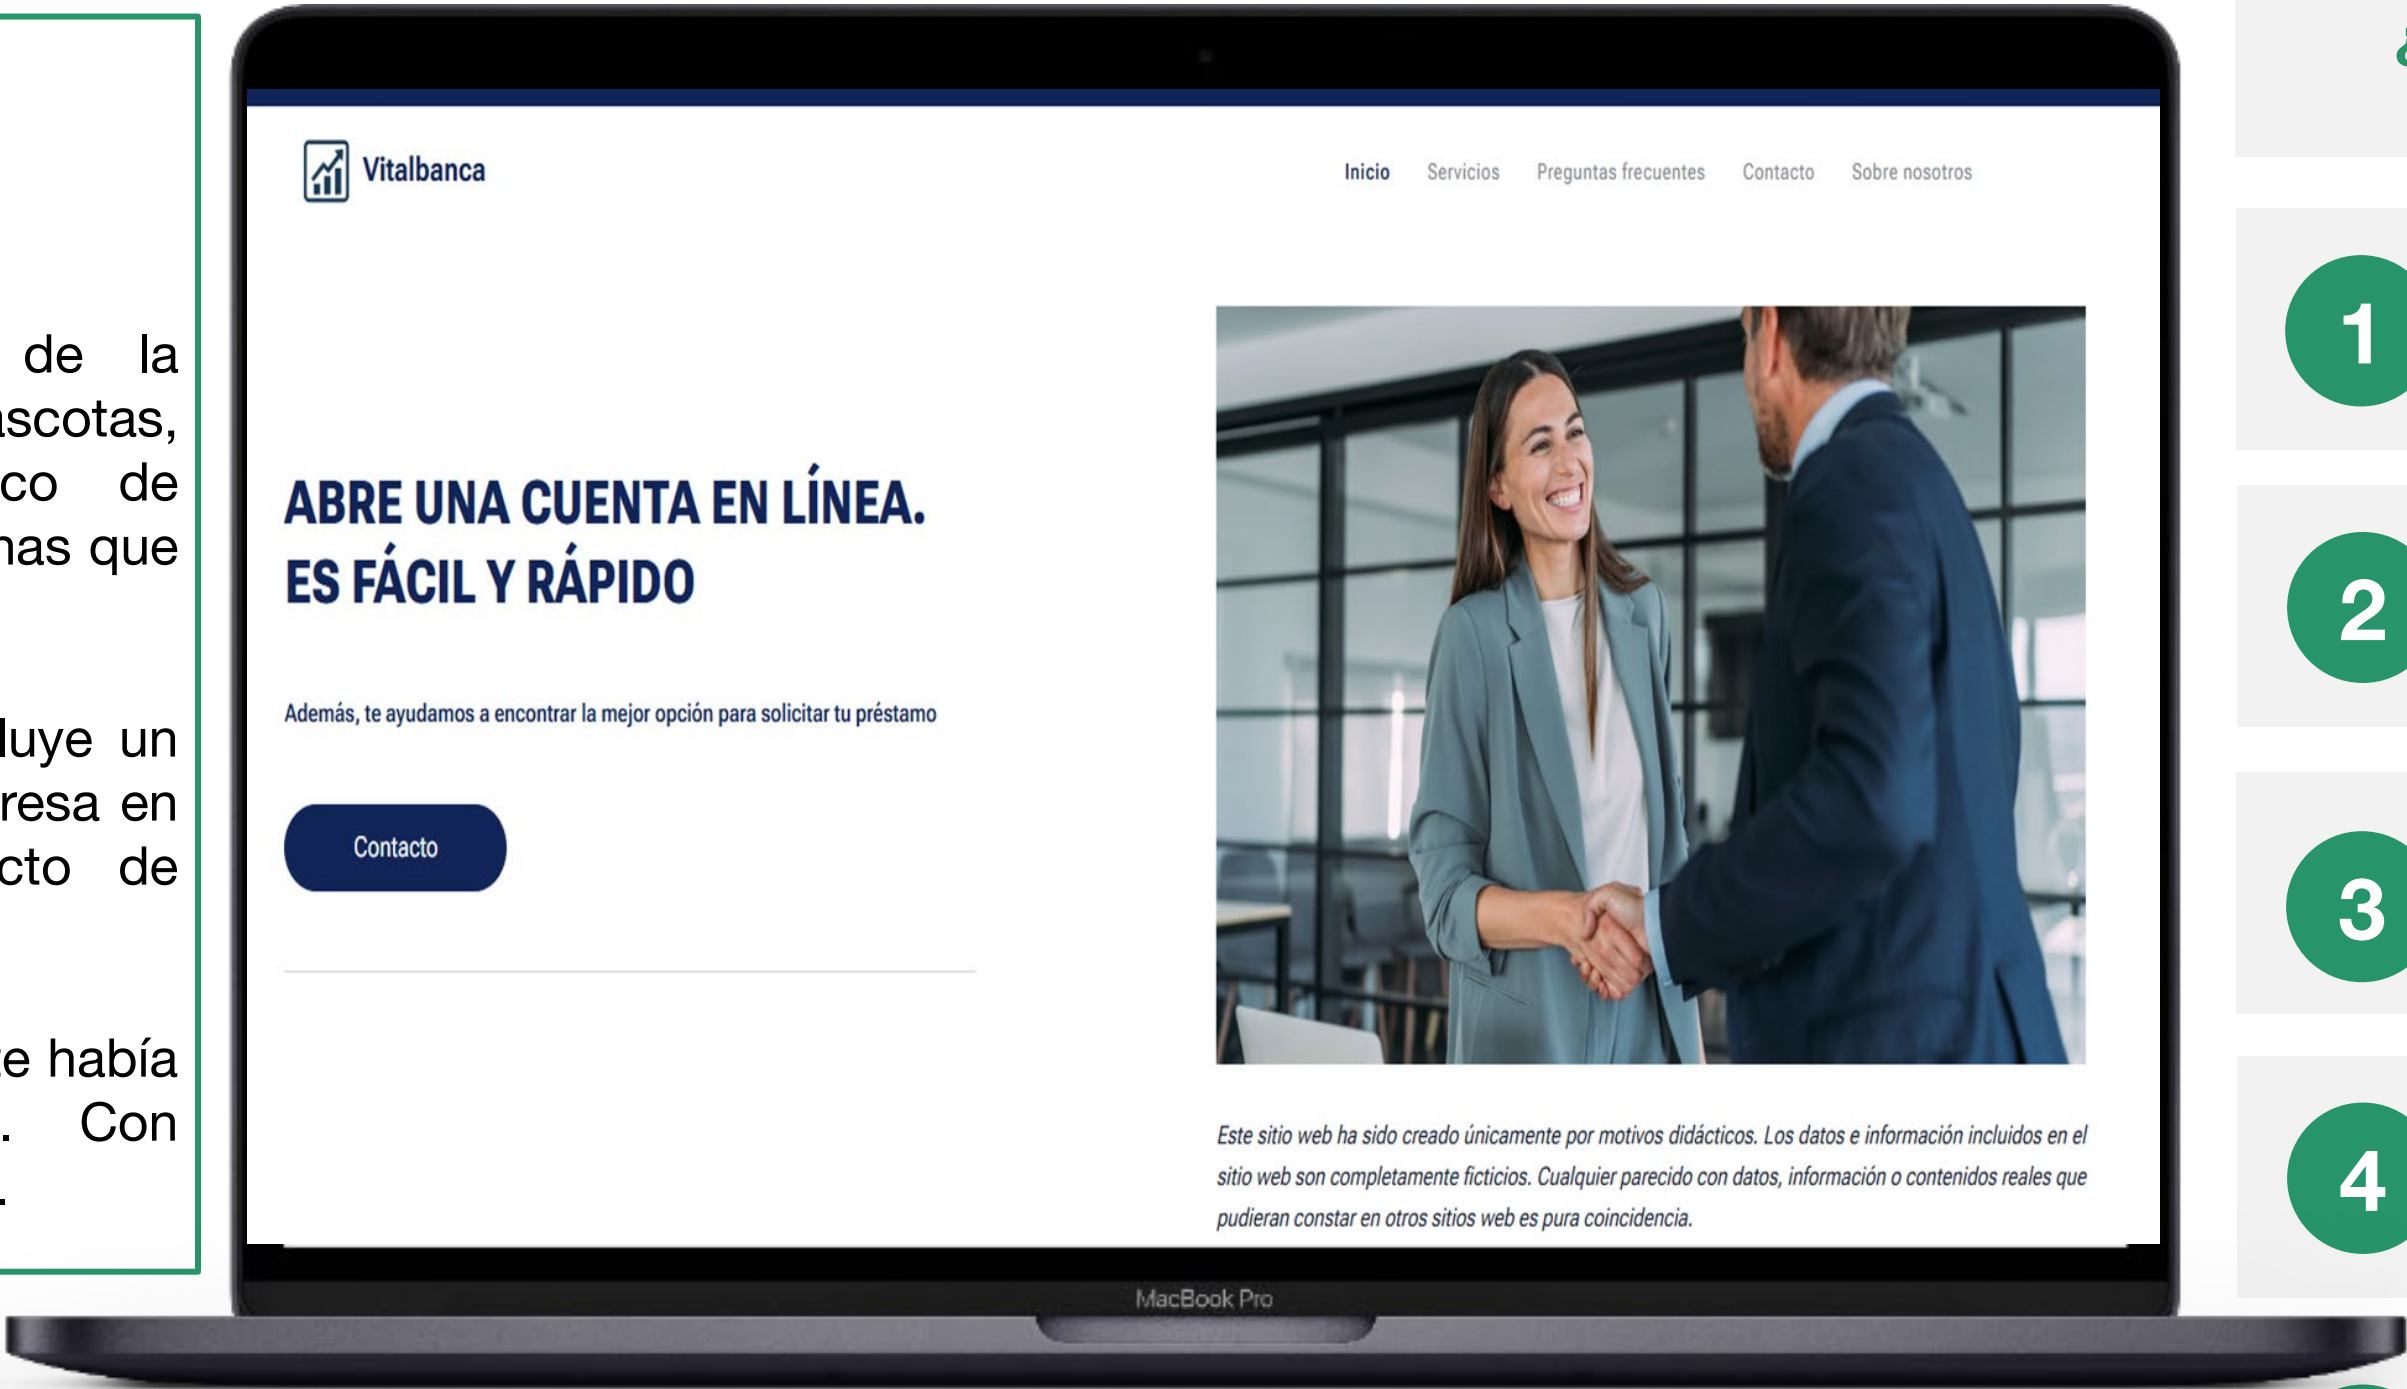 de la
ascotas,
co de
nas que
luye un
resa en
cto de
te había
. Con
.
Vitalbanca
Inicio Servicios Preguntas frecuentes Contacto Sobre nosotros
ABRE UNA CUENTA EN LÍNEA.
ES FÁCIL Y RÁPIDO
Además, te ayudamos a encontrar la mejor opción para solicitar tu préstamo
Contacto
Este sitio web ha sido creado únicamente por motivos didácticos. Los datos e información incluidos en el
sitio web son completamente ficticios. Cualquier parecido con datos, información o contenidos reales que
pudieran constar en otros sitios web es pura coincidencia.
MacBook Pro
¿
1
2
3
4